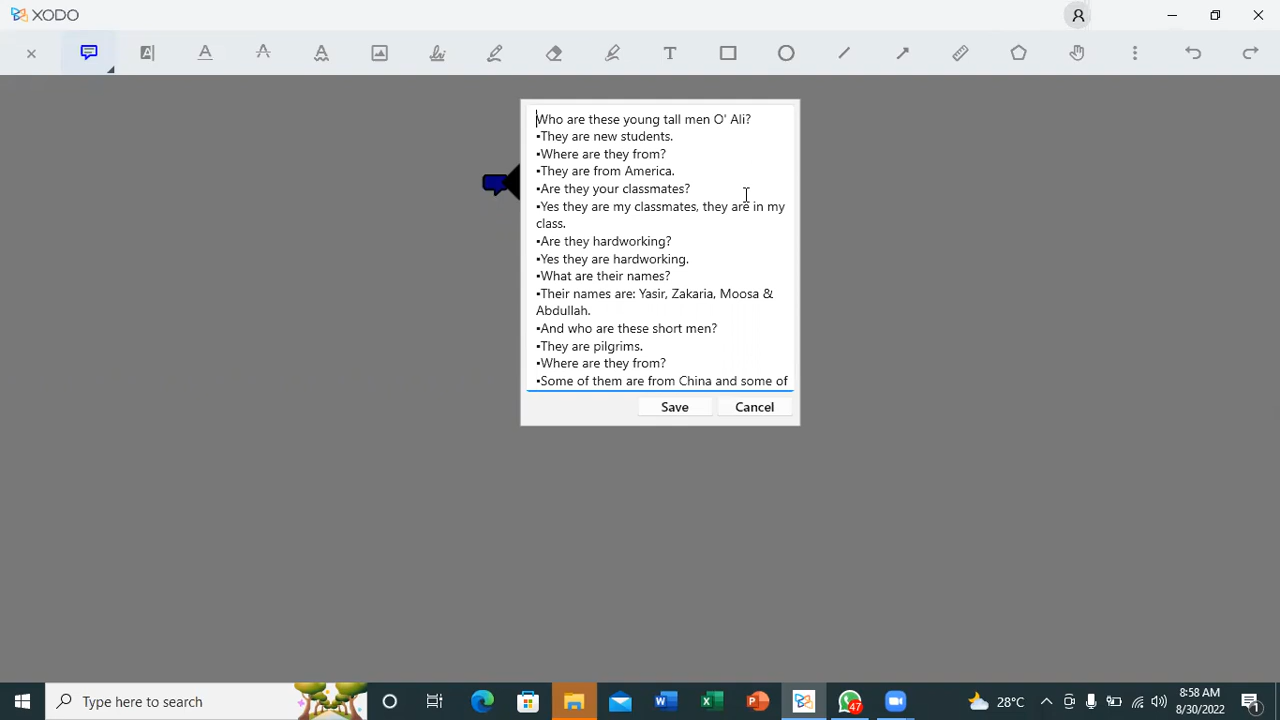 XODO
Who are these young tall men O' Ali?
▪They are new students.
▪Where are they from?
▪They are from America.
▪Are they your classmates?
▪Yes they are my classmates, they are in my
class.
▪Are they hardworking?
▪Yes they are hardworking.
▪What are their names?
▪Their names are: Yasir, Zakaria, Moosa &
Abdullah.
▪And who are these short men?
▪They are pilgrims.
▪Where are they from?
▪Some of them are from China and some of
Save Cancel
Type here to search
47
28°C
8:58 AM
8/30/2022
1